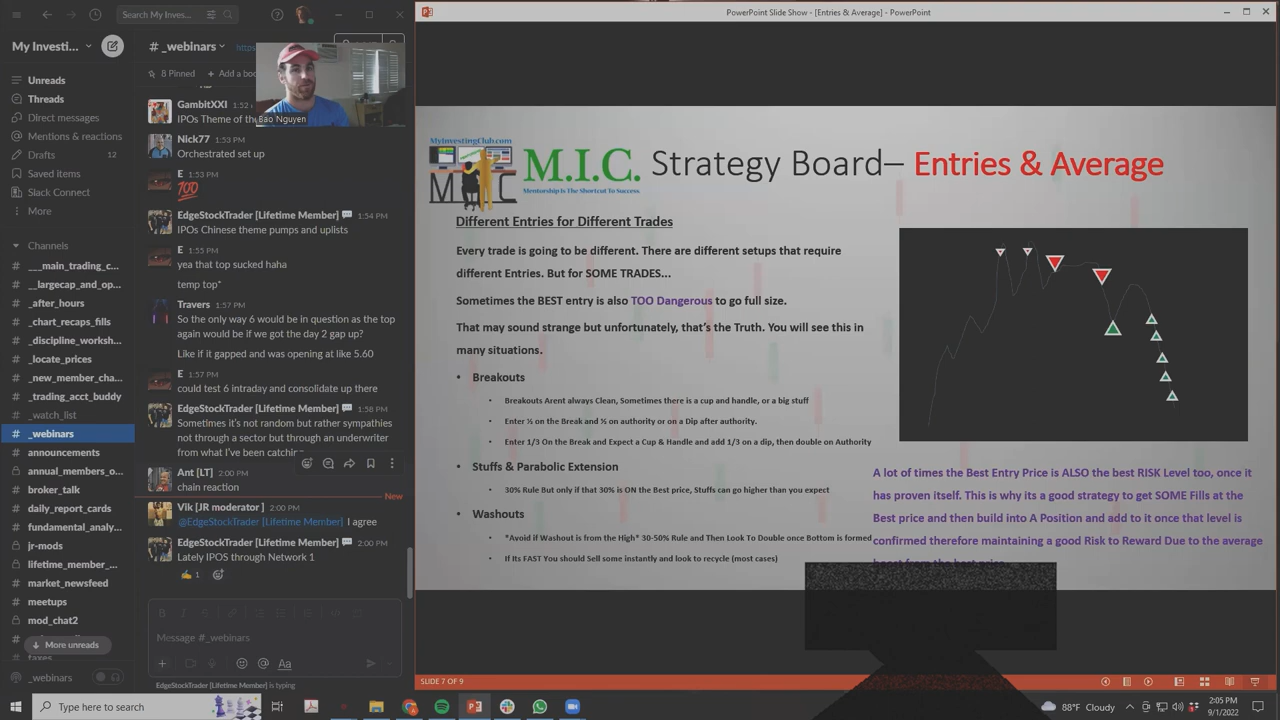 Search My...
My Investi...
Unreads
Threads
Direct messages
Mentions & reactions
Drafts
12
Saved items
Slack Connect
More
Channels
___main_trading_c...
__largecap_and_op...
_after_hours
_chart_recaps_fills
_discipline_worksh...
_locate_prices
_new_member_cha...
_trading_acct_buddy
_watch_list
_webinars
announcements
annual_members_o...
broker_talk
daily_report_cards
fundamental_analy...
jr-mods
lifetime_member_...
market_newsfeed
meetups
mod_chat2
More unreads
taxes
_webinars
# _webinars
8 Pinned
+ Add a boo
Bao Nguyen
GambitXXI 1:52
IPOs Theme of the
Nick77 1:53 PM
Orchestrated set up
E 1:53 PM
100
EdgeStockTrader [Lifetime Member] 1:54 PM
IPOs Chinese theme pumps and uplists
E 1:55 PM
yea that top sucked haha
temp top*
Travers 1:57 PM
So the only way 6 would be in question as the top
again would be if we got the day 2 gap up?
Like if it gapped and was opening at like 5.60
E 1:57 PM
could test 6 intraday and consolidate up there
EdgeStockTrader [Lifetime Member] 1:58 PM
Sometimes it's not random but rather sympathies
not through a sector but through an underwriter
from what I've been catching
Ant [LT] 2:00 PM
chain reaction
New
Vik [JR moderator] 2:00 PM
@EdgeStockTrader [Lifetime Member] I agree
EdgeStockTrader [Lifetime Member] 2:00 PM
Lately IPOS through Network 1
1
Message #_webinars
Aa
EdgeStockTrader [Lifetime Member] is typing
PowerPoint Slide Show - [Entries & Average] - PowerPoint
MyInvestingClub.com
MIC
M.I.C.
Mentorship Is The Shortcut To Success.
Strategy Board– Entries & Average
Different Entries for Different Trades
Every trade is going to be different. There are different setups that require
different Entries. But for SOME TRADES...
Sometimes the BEST entry is also TOO Dangerous to go full size.
That may sound strange but unfortunately, that's the Truth. You will see this in
many situations.
• Breakouts
• Breakouts Arent always Clean, Sometimes there is a cup and handle, or a big stuff
• Enter ½ on the Break and ½ on authority or on a Dip after authority.
• Enter 1/3 On the Break and Expect a Cup & Handle and add 1/3 on a dip, then double on Authority
• Stuffs & Parabolic Extension
• 30% Rule But only if that 30% is ON the Best price, Stuffs can go higher than you expect
• Washouts
• *Avoid if Washout is from the High* 30-50% Rule and Then Look To Double once Bottom is formed
• If Its FAST You should Sell some instantly and look to recycle (most cases)
A lot of times the Best Entry Price is ALSO the best RISK Level too, once it
has proven itself. This is why its a good strategy to get SOME Fills at the
Best price and then build into A Position and add to it once that level is
confirmed therefore maintaining a good Risk to Reward Due to the average
SLIDE 7 OF 9
Type here to search
88°F Cloudy
2:05 PM
9/1/2022